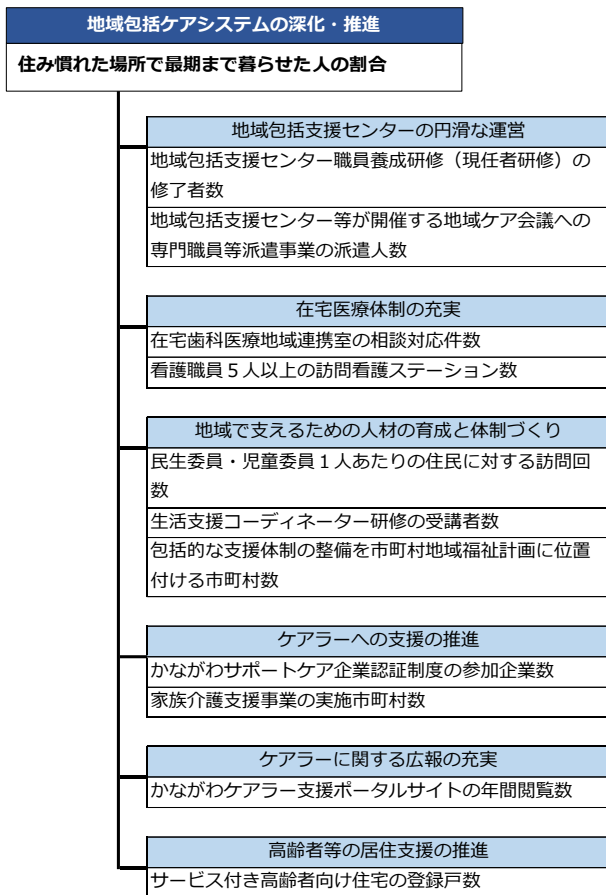 地域包括ケアシステムの深化・推進
住み慣れた場所で最期まで暮らせた人の割合
地域包括支援センターの円滑な運営
地域包括支援センター職員養成研修（現任者研修）の
修了者数
地域包括支援センター等が開催する地域ケア会議への
専門職員等派遣事業の派遣人数
在宅医療体制の充実
在宅歯科医療地域連携室の相談対応件数
看護職員５人以上の訪問看護ステーション数
地域で支えるための人材の育成と体制づくり
民生委員・児童委員１人あたりの住民に対する訪問回
数
生活支援コーディネーター研修の受講者数
包括的な支援体制の整備を市町村地域福祉計画に位置
付ける市町村数
ケアラーへの支援の推進
かながわサポートケア企業認証制度の参加企業数
家族介護支援事業の実施市町村数
ケアラーに関する広報の充実
かながわケアラー支援ポータルサイトの年間閲覧数
高齢者等の居住支援の推進
サービス付き高齢者向け住宅の登録戸数